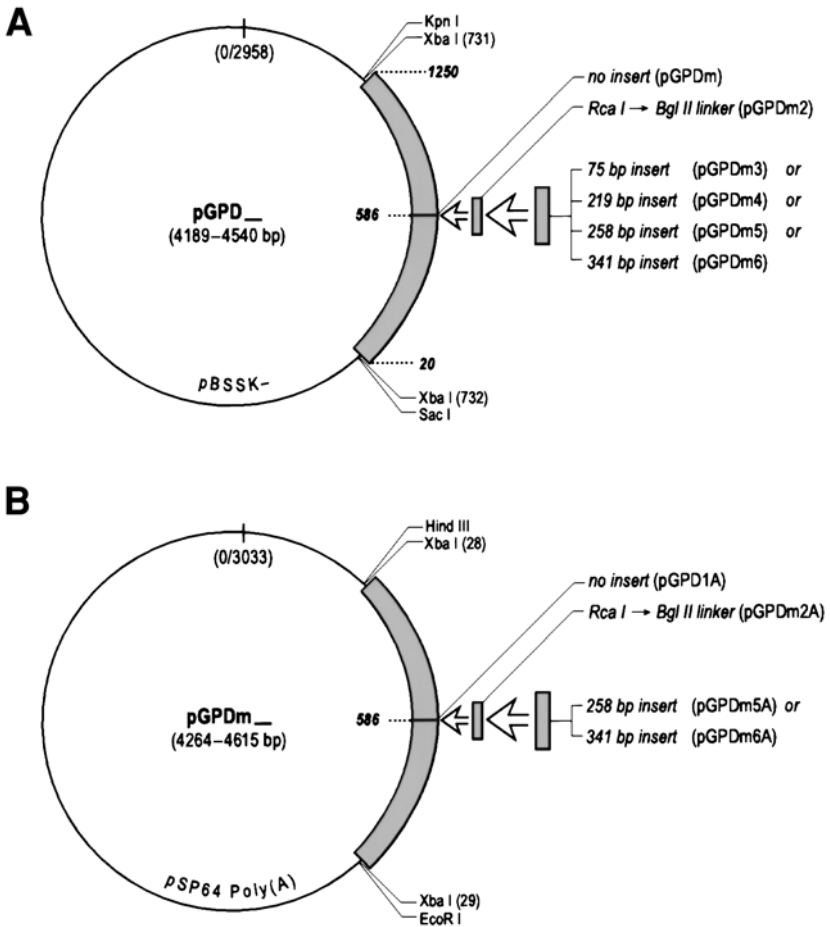 A
(0/2958)
Kpn I
Xba I (731)
1250
no insert (pGPDm)
Rca I → Bgl II linker (pGPDm2)
75 bp insert (pGPDm3) or
219 bp insert (pGPDm4) or
258 bp insert (pGPDm5) or
341 bp insert (pGPDm6)
pGPD__
(4189–4540 bp)
586
20
pBSSK-
Xba I (732)
Sac I
B
(0/3033)
Hind III
Xba I (28)
no insert (pGPD1A)
Rca I → Bgl II linker (pGPDm2A)
258 bp insert (pGPDm5A) or
341 bp insert (pGPDm6A)
pGPDm__
(4264–4615 bp)
586
pSP64 Poly(A)
Xba I (29)
EcoR I